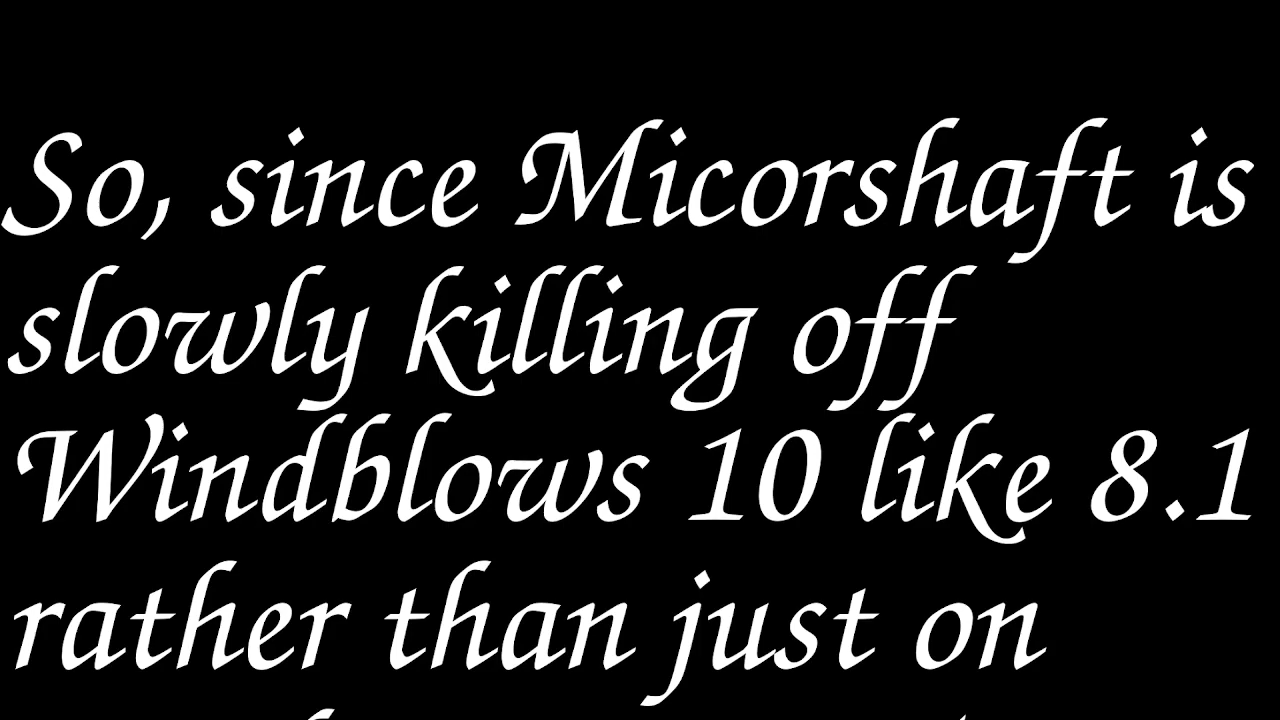 So, since Micorshaft is
slowly killing off
Windblows 10 like 8.1
rather than just on